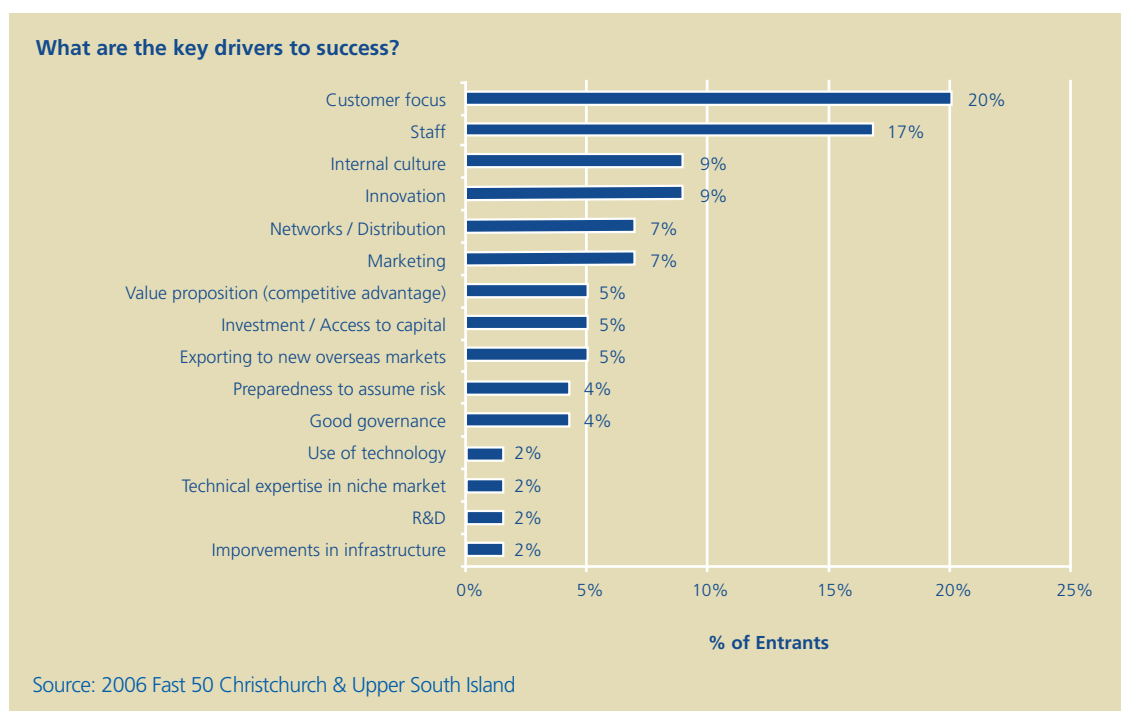 What are the key drivers to success?
Customer focus 20%
Staff 17%
Internal culture 9%
Innovation 9%
Networks / Distribution 7%
Marketing 7%
Value proposition (competitive advantage) 5%
Investment / Access to capital 5%
Exporting to new overseas markets 5%
Preparedness to assume risk 4%
Good governance 4%
Use of technology 2%
Technical expertise in niche market 2%
R&D 2%
Imporvements in infrastructure 2%
0% 5% 10% 15% 20% 25%
% of Entrants
Source: 2006 Fast 50 Christchurch & Upper South Island